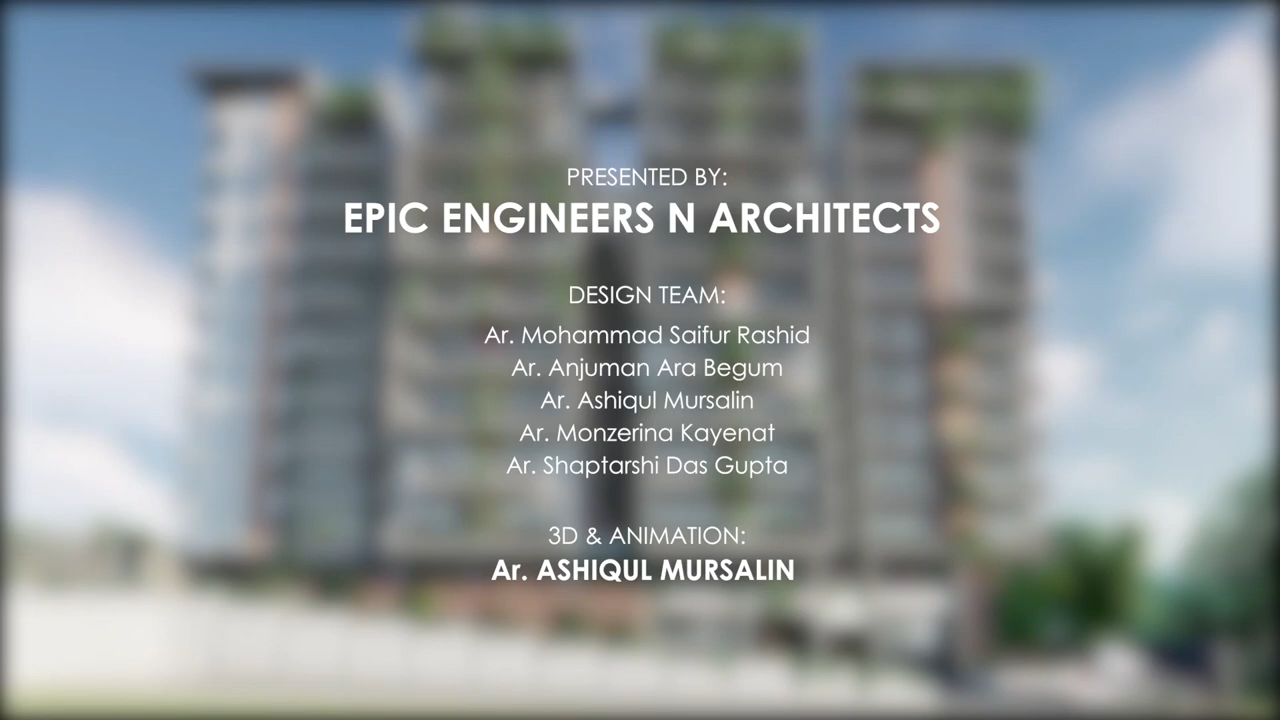 PRESENTED BY:
EPIC ENGINEERS N ARCHITECTS
DESIGN TEAM:
Ar. Mohammad Saifur Rashid
Ar. Anjuman Ara Begum
Ar. Ashiqul Mursalin
Ar. Monzerina Kayenat
Ar. Shaptarshi Das Gupta
3D & ANIMATION:
Ar. ASHIQUL MURSALIN